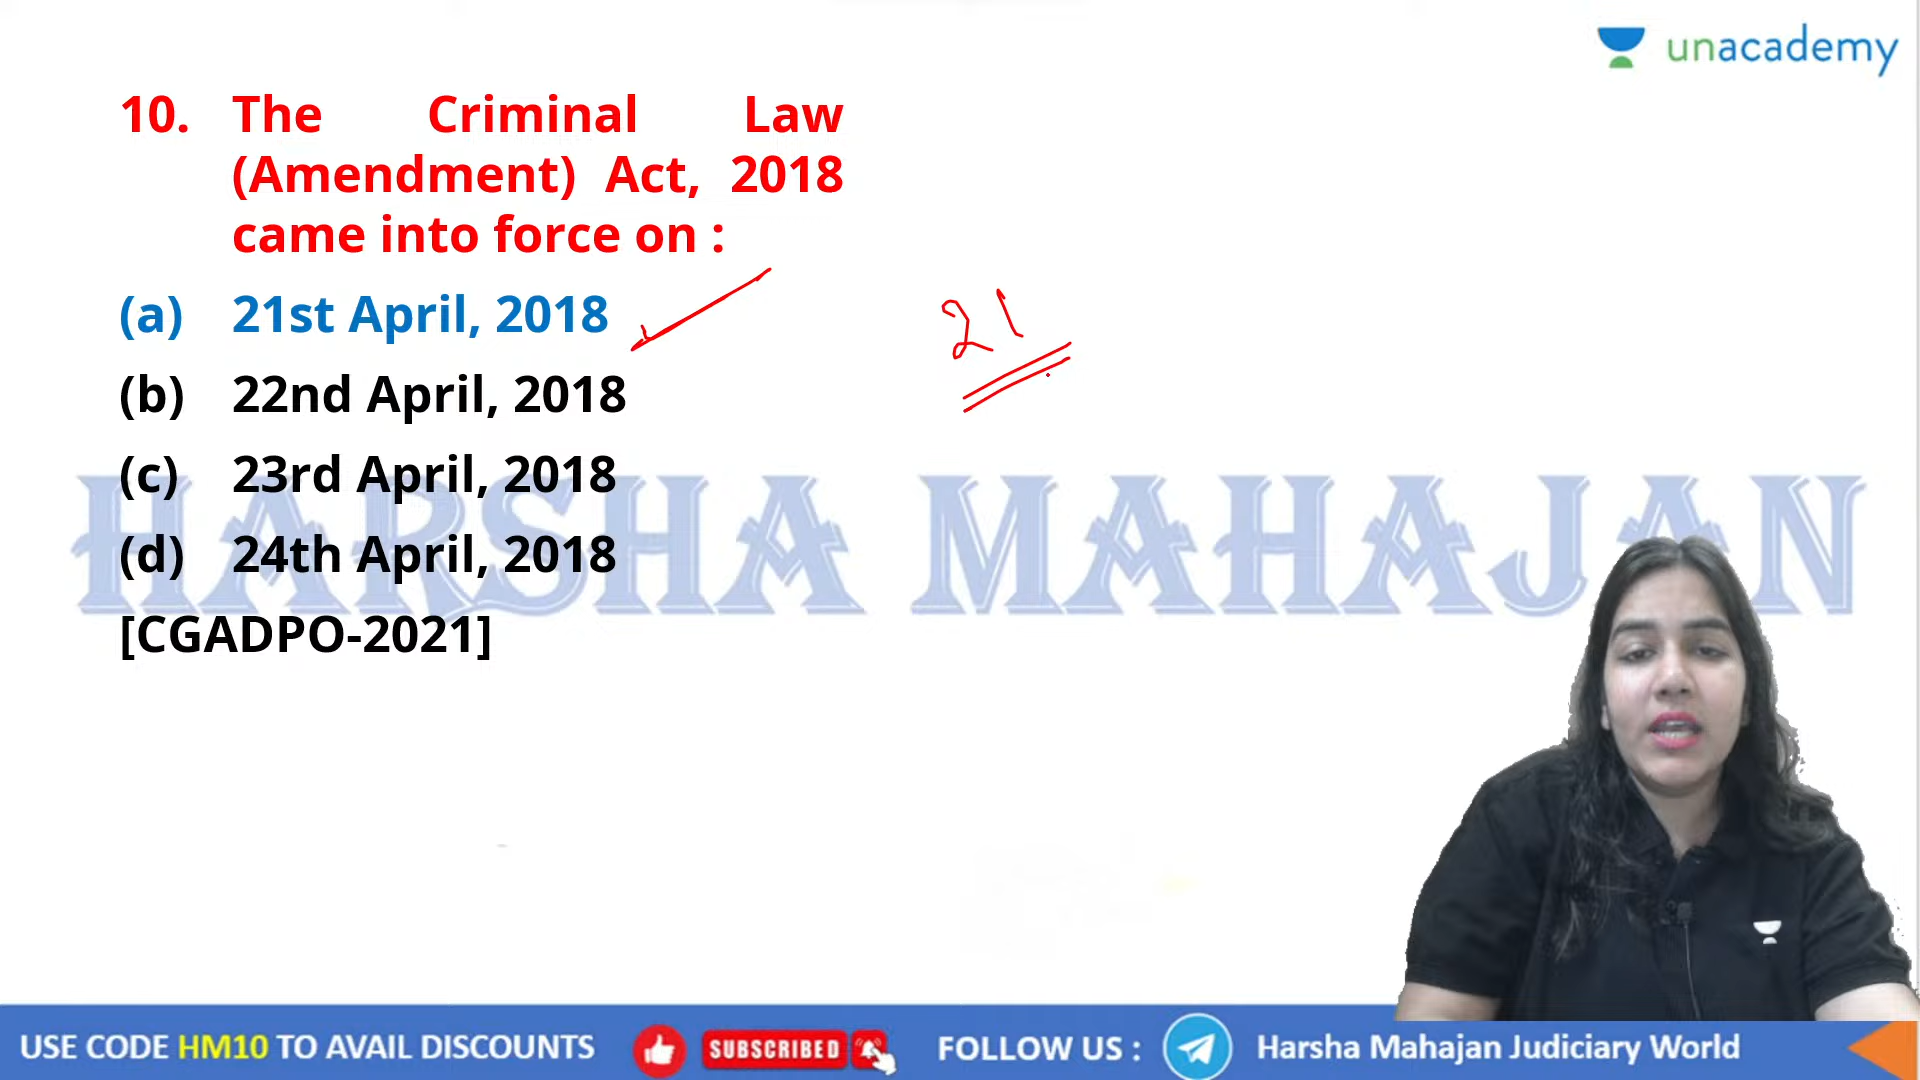 unacademy
10. The Criminal Law
(Amendment) Act, 2018
came into force on :
(a) 21st April, 2018
21
(b) 22nd April, 2018
(c) 23rd April, 2018
HARSHA MAHAJAN
(d) 24th April, 2018
[CGADPO-2021]
USE CODE HM10 TO AVAIL DISCOUNTS
SUBSCRIBED
FOLLOW US :
Harsha Mahajan Judiciary World